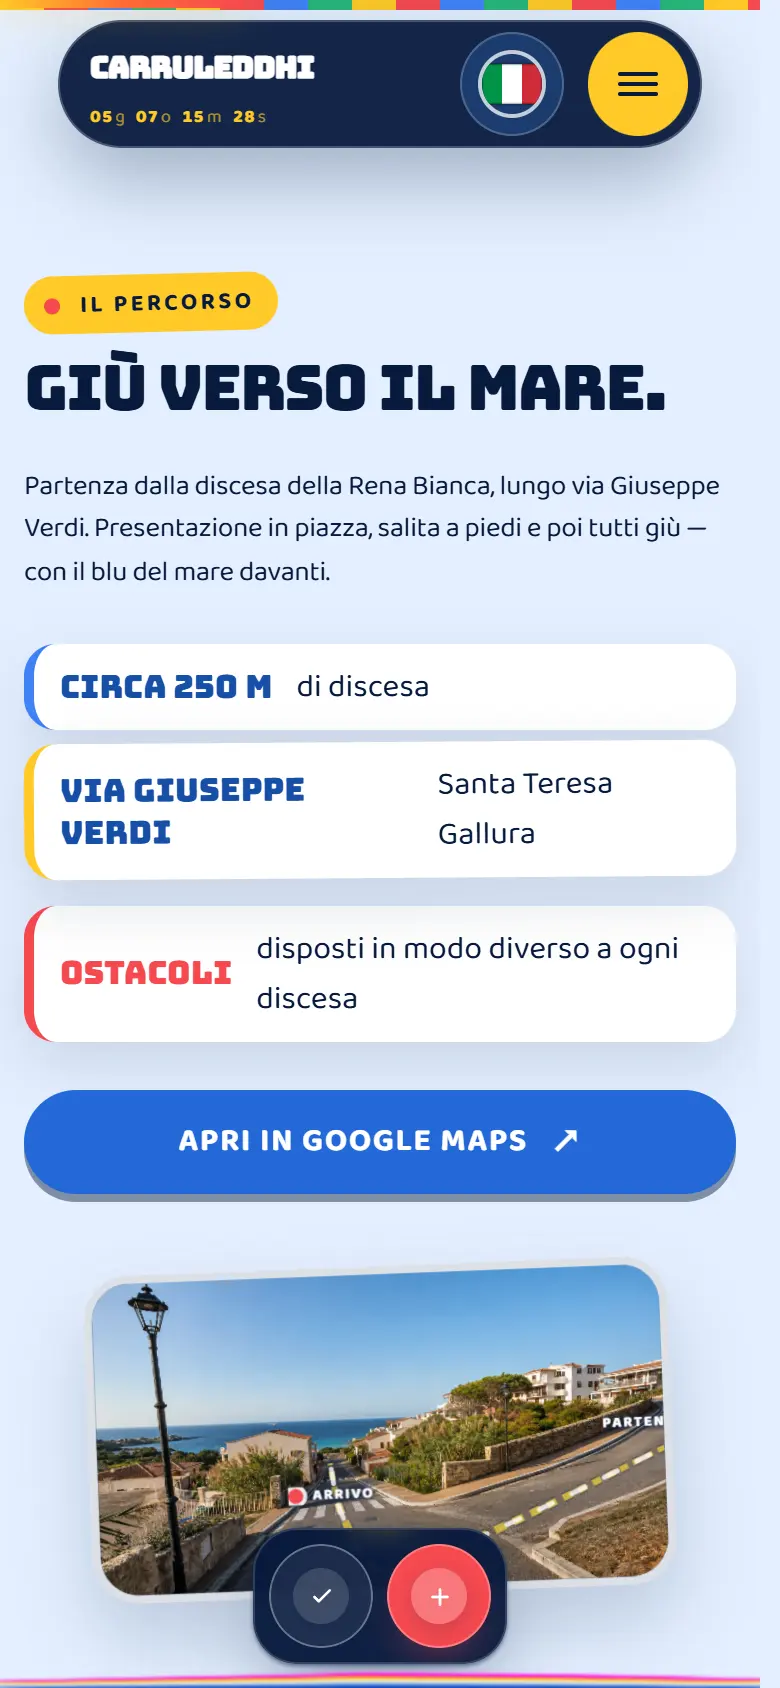 CARRULEDDHI
05g 07o 15m 28s
IL PERCORSO
GIÙ VERSO IL MARE.
Partenza dalla discesa della Rena Bianca, lungo via Giuseppe
Verdi. Presentazione in piazza, salita a piedi e poi tutti giù —
con il blu del mare davanti.
CIRCA 250 M di discesa
VIA GIUSEPPE
VERDI
Santa Teresa
Gallura
OSTACOLI
disposti in modo diverso a ogni
discesa
APRI IN GOOGLE MAPS ↗
PARTEN
ARRIVO